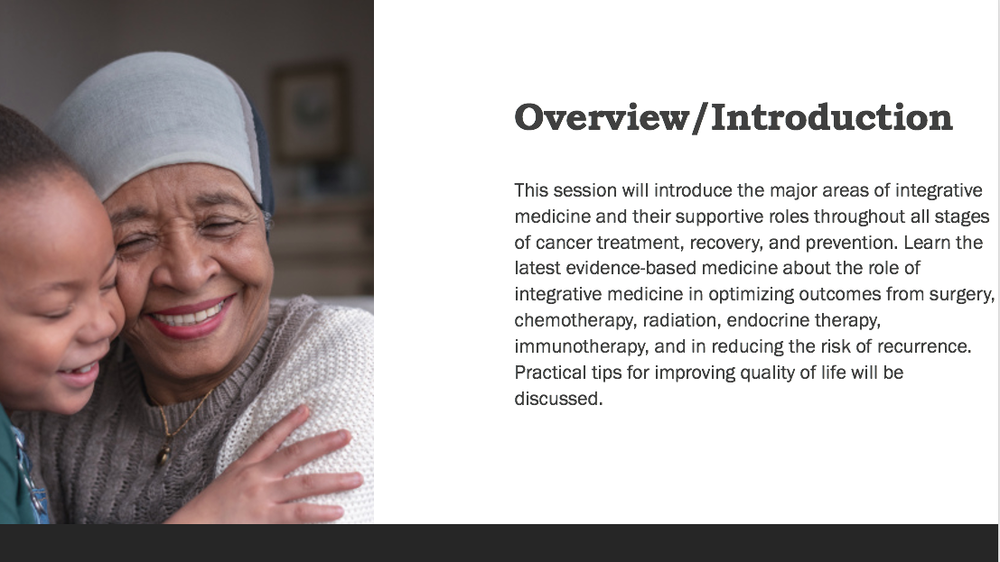 Overview/Introduction
This session will introduce the major areas of integrative
medicine and their supportive roles throughout all stages
of cancer treatment, recovery, and prevention. Learn the
latest evidence-based medicine about the role of
integrative medicine in optimizing outcomes from surgery,
chemotherapy, radiation, endocrine therapy,
immunotherapy, and in reducing the risk of recurrence.
Practical tips for improving quality of life will be
discussed.